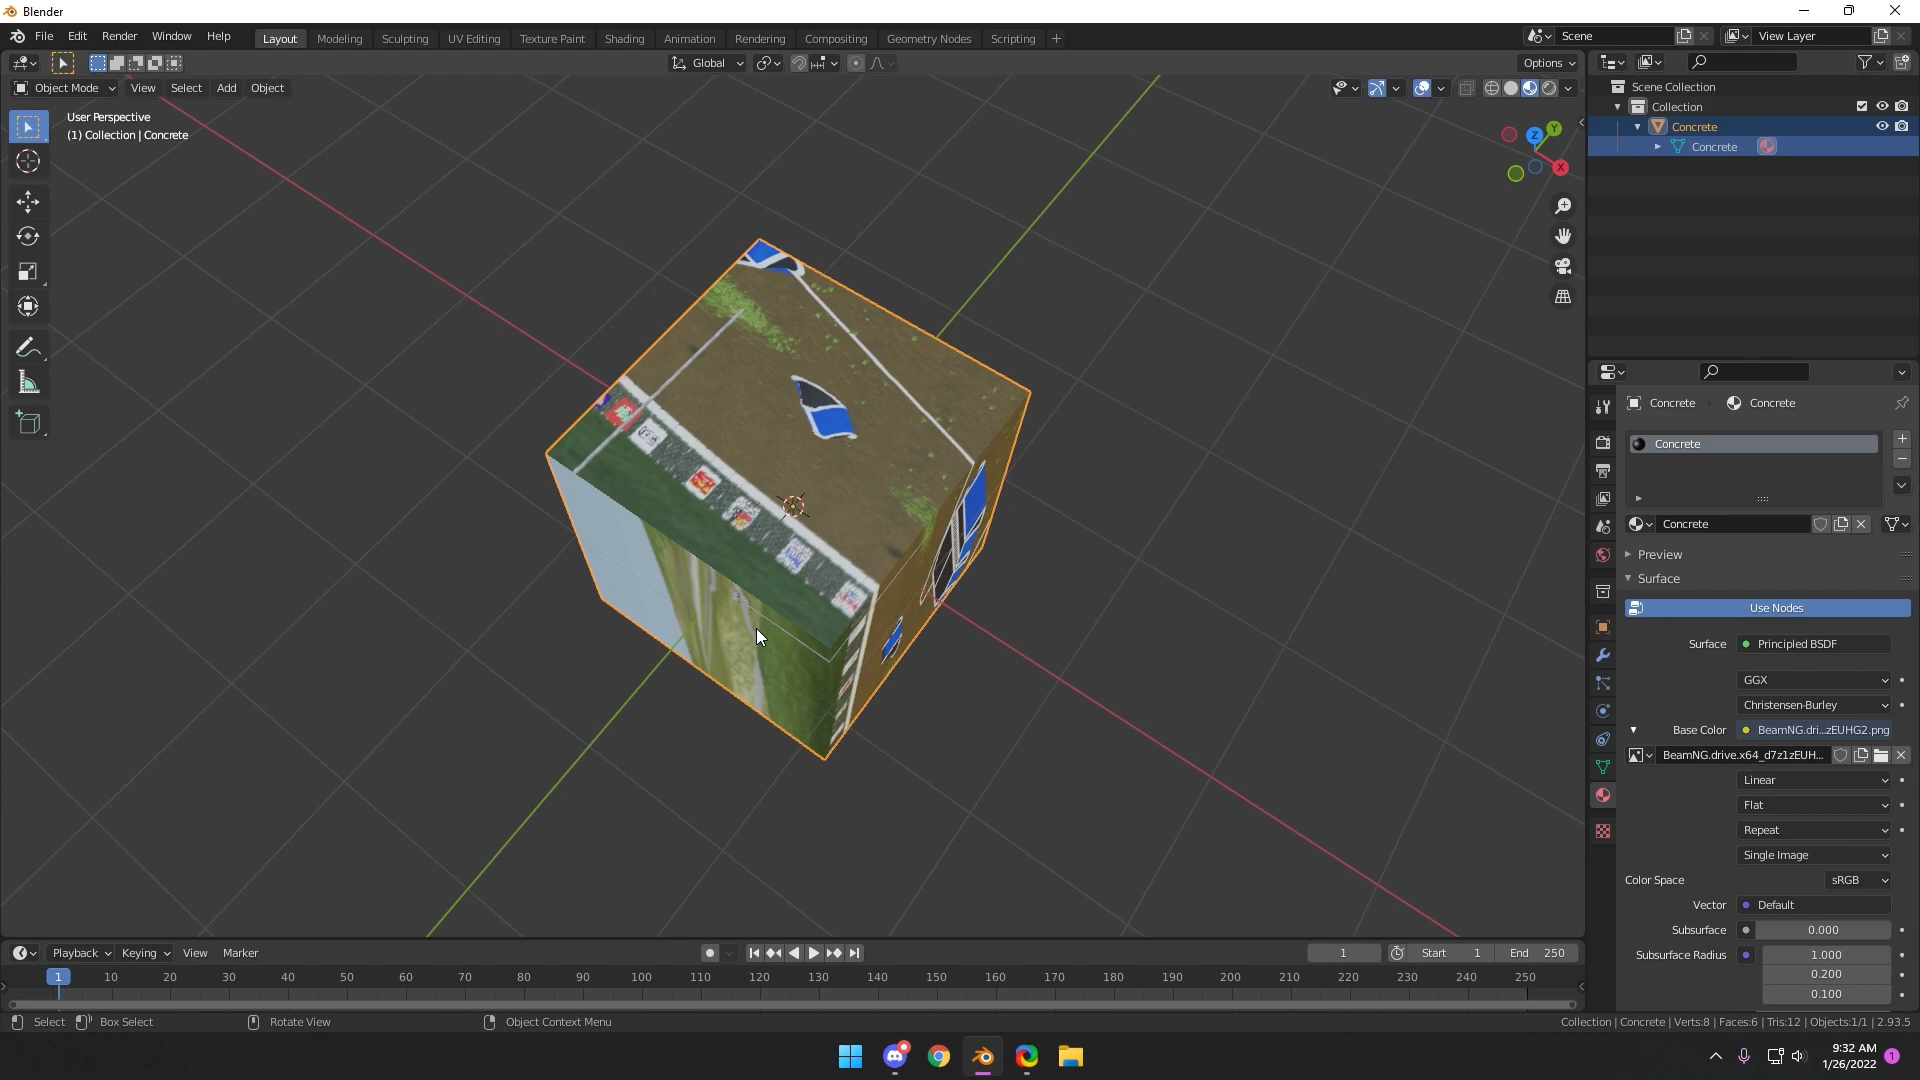 Blender
File Edit Render Window Help
Layout Modeling Sculpting UV Editing Texture Paint Shading Animation Rendering Compositing Geometry Nodes Scripting +
Scene
View Layer
Global
Options
Object Mode View Select Add Object
User Perspective
(1) Collection | Concrete
Z
Y
X
Scene Collection
Collection
Concrete
Concrete
Concrete Concrete
Concrete
Concrete
Preview
Surface
Use Nodes
Surface Principled BSDF
GGX
Christensen-Burley
Base Color BeamNG.dri...zEUHG2.png
BeamNG.drive.x64_d7z1zEUH...
Linear
Flat
Repeat
Single Image
Color Space sRGB
Vector Default
Subsurface 0.000
Subsurface Radius 1.000
0.200
0.100
Playback Keying View Marker
1 Start 1 End 250
1 10 20 30 40 50 60 70 80 90 100 110 120 130 140 150 160 170 180 190 200 210 220 230 240 250
Select Box Select Rotate View Object Context Menu
Collection | Concrete | Verts:8 | Faces:6 | Tris:12 | Objects:1/1 | 2.93.5
9:32 AM
1/26/2022
1